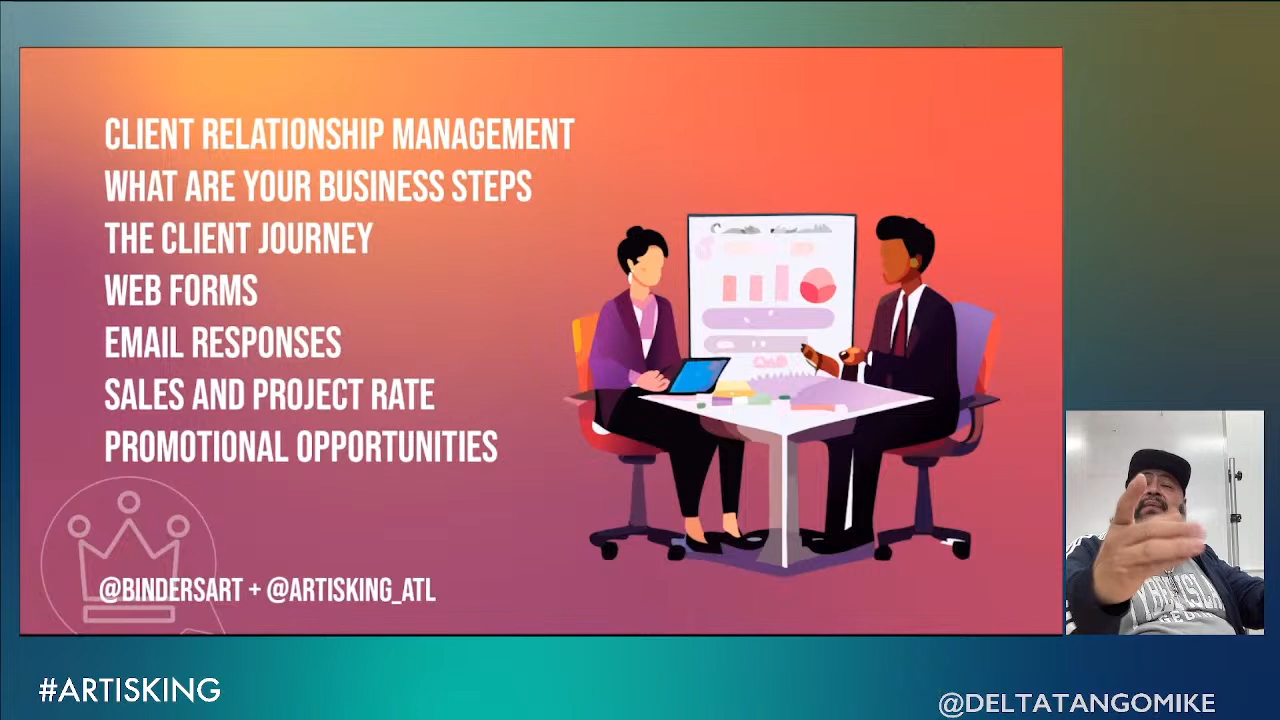 CLIENT RELATIONSHIP MANAGEMENT
WHAT ARE YOUR BUSINESS STEPS
THE CLIENT JOURNEY
WEB FORMS
EMAIL RESPONSES
SALES AND PROJECT RATE
PROMOTIONAL OPPORTUNITIES
@BINDERSART + @ARTISKING_ATL
#ARTISKING
@DELTATANGOMIKE